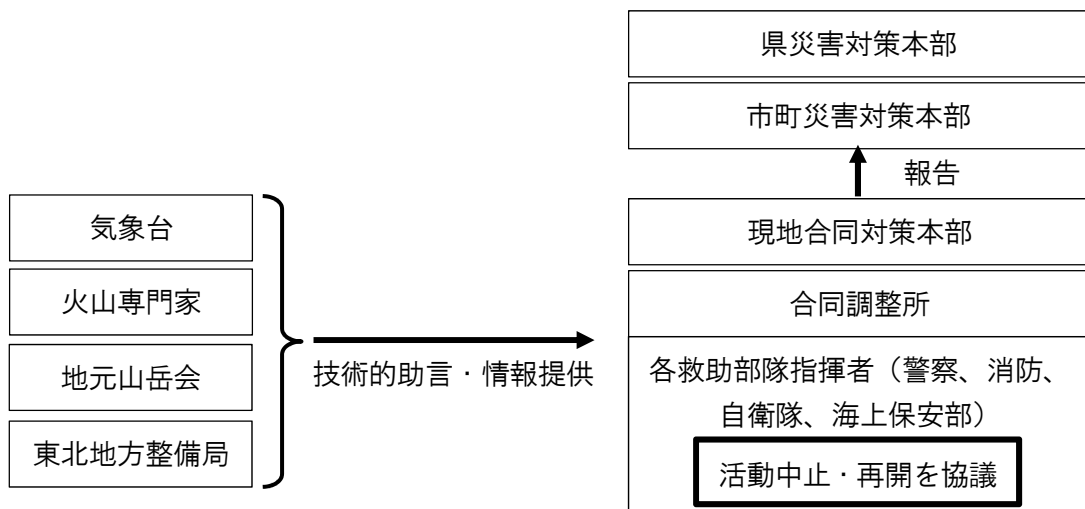 県災害対策本部
市町災害対策本部
報告
現地合同対策本部
合同調整所
各救助部隊指揮者（警察、消防、
自衛隊、海上保安部）
活動中止・再開を協議
気象台
火山専門家
地元山岳会
東北地方整備局
技術的助言・情報提供